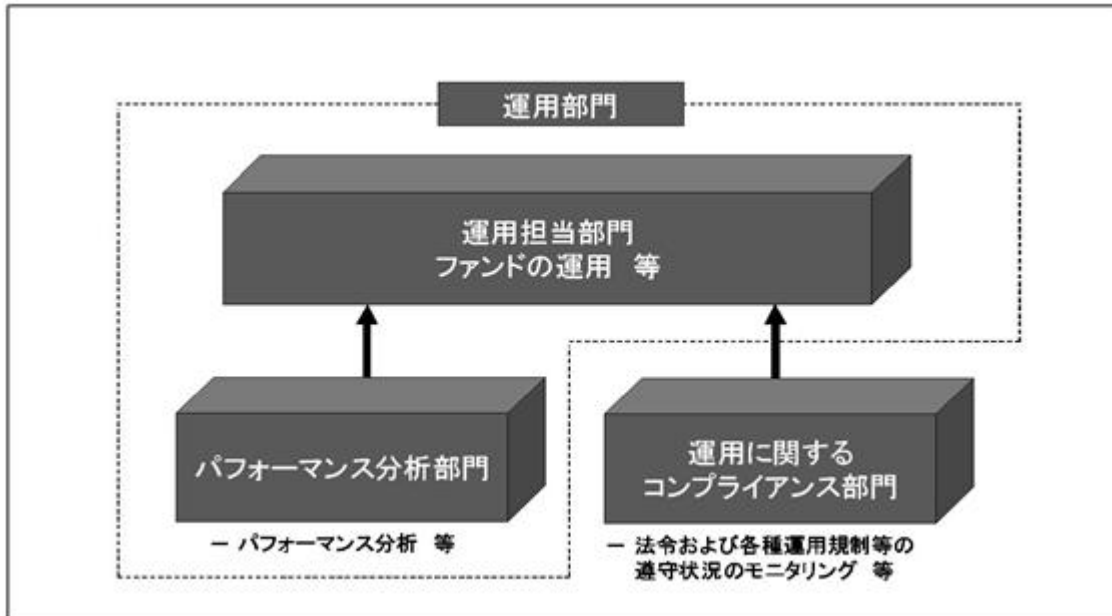 運用部門
運用担当部門
ファンドの運用　等
パフォーマンス分析部門
ー パフォーマンス分析　等
運用に関する
コンプライアンス部門
ー 法令および各種運用規制等の
遵守状況のモニタリング　等